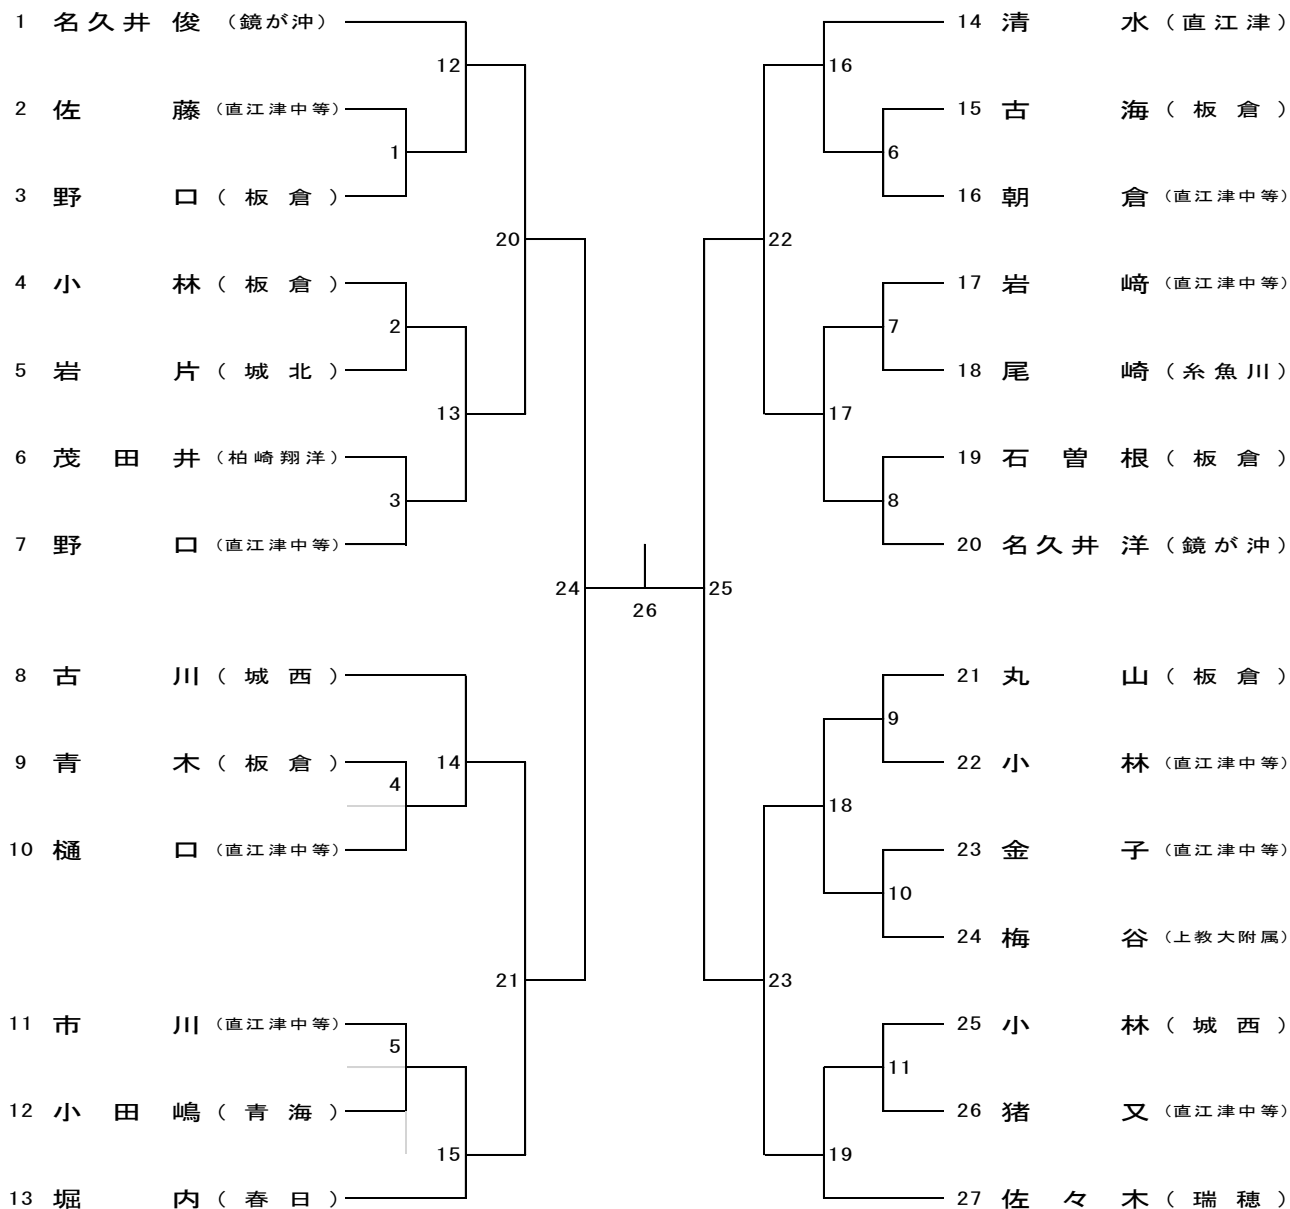 1 名久井 俊 (鏡が沖)
12
2 佐藤 (直江津中等)
1
3 野口 (板倉)
20
4 小林 (板倉)
2
5 岩片 (城北)
13
6 茂田井 (柏崎翔洋)
3
7 野口 (直江津中等)
24
8 古川 (城西)
9 青木 (板倉)
14
4
10 樋口 (直江津中等)
21
11 市川 (直江津中等)
5
12 小田嶋 (青海)
15
13 堀内 (春日)
26
14 清水 (直江津)
16
15 古海 (板倉)
6
16 朝倉 (直江津中等)
22
17 岩﨑 (直江津中等)
7
18 尾崎 (糸魚川)
17
19 石曽根 (板倉)
8
20 名久井 洋 (鏡が沖)
25
21 丸山 (板倉)
9
22 小林 (直江津中等)
18
23 金子 (直江津中等)
10
24 梅谷 (上教大附属)
23
25 小林 (城西)
11
26 猪又 (直江津中等)
19
27 佐々木 (瑞穂)